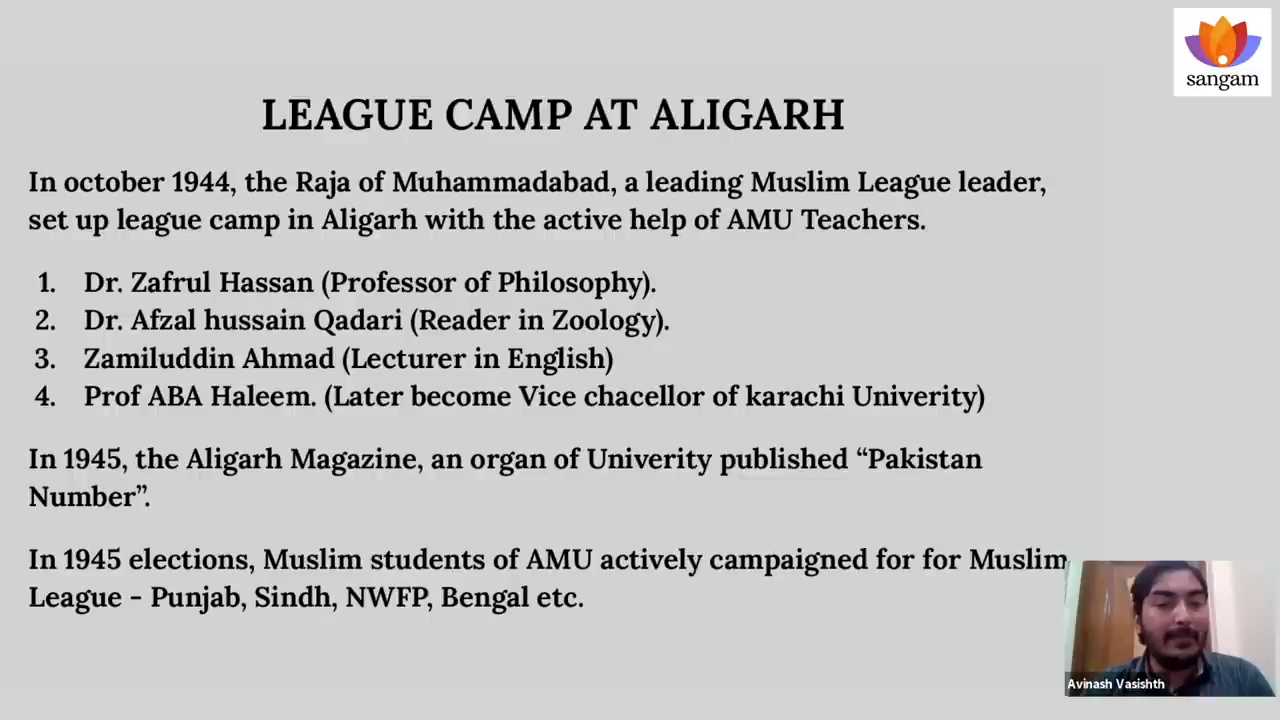 sangam
LEAGUE CAMP AT ALIGARH
In october 1944, the Raja of Muhammadabad, a leading Muslim League leader,
set up league camp in Aligarh with the active help of AMU Teachers.
1. Dr. Zafrul Hassan (Professor of Philosophy).
2. Dr. Afzal hussain Qadari (Reader in Zoology).
3. Zamiluddin Ahmad (Lecturer in English)
4. Prof ABA Haleem. (Later become Vice chacellor of karachi Univerity)
In 1945, the Aligarh Magazine, an organ of Univerity published “Pakistan
Number”.
In 1945 elections, Muslim students of AMU actively campaigned for for Muslim
League - Punjab, Sindh, NWFP, Bengal etc.
Avinash Vasishth